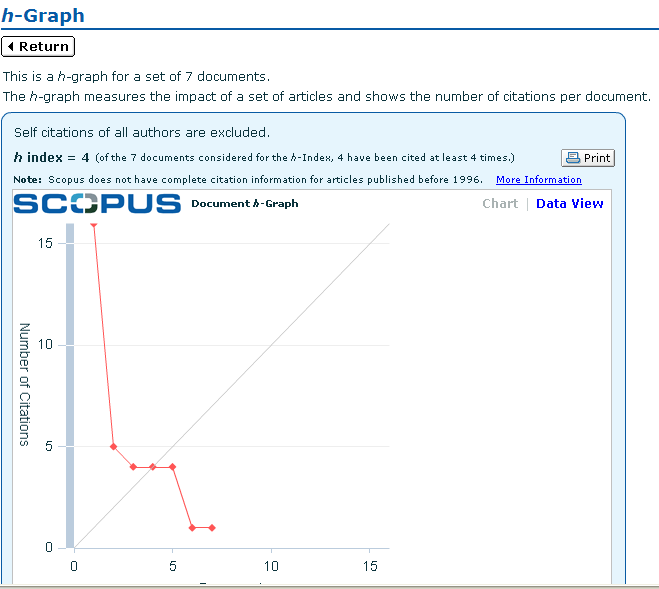 h-Graph
Return
This is a h-graph for a set of 7 documents.
The h-graph measures the impact of a set of articles and shows the number of citations per document.
Self citations of all authors are excluded.
h index = 4 (of the 7 documents considered for the h-Index, 4 have been cited at least 4 times.)
Print
Note: Scopus does not have complete citation information for articles published before 1996. More Information
SCOPUS Document h-Graph Chart | Data View
15
10
5
0
Number of Citations
0 5 10 15